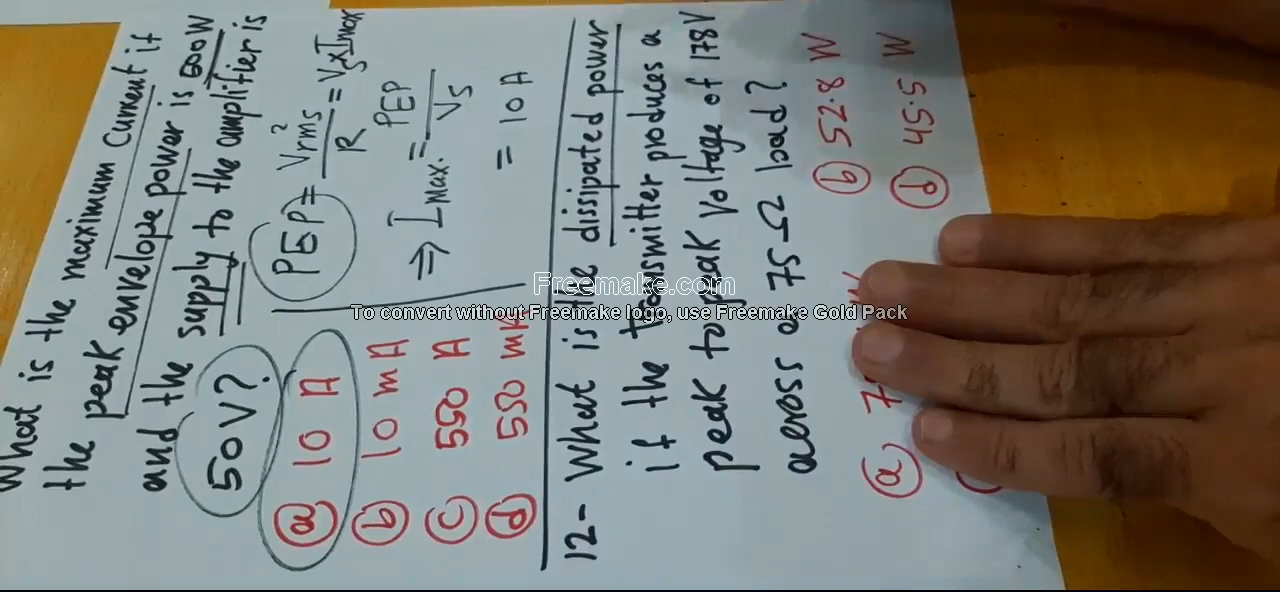 What is the maximum current if
the peak envelope power is 500W
and the supply to the amplifier is
50V?
a 10 A
b 10 mA
c 550 A
d 550 mA
PEP = V²rms / R = Vs x Imax
⇒ Imax. = PEP / Vs
= 10 A
12- What is the dissipated power
if the transmitter produces a
peak to peak voltage of 178V
across a 75-Ω load?
a 7
b 52.8 W
d 45.5 W
Freemake.com
To convert without Freemake logo, use Freemake Gold Pack